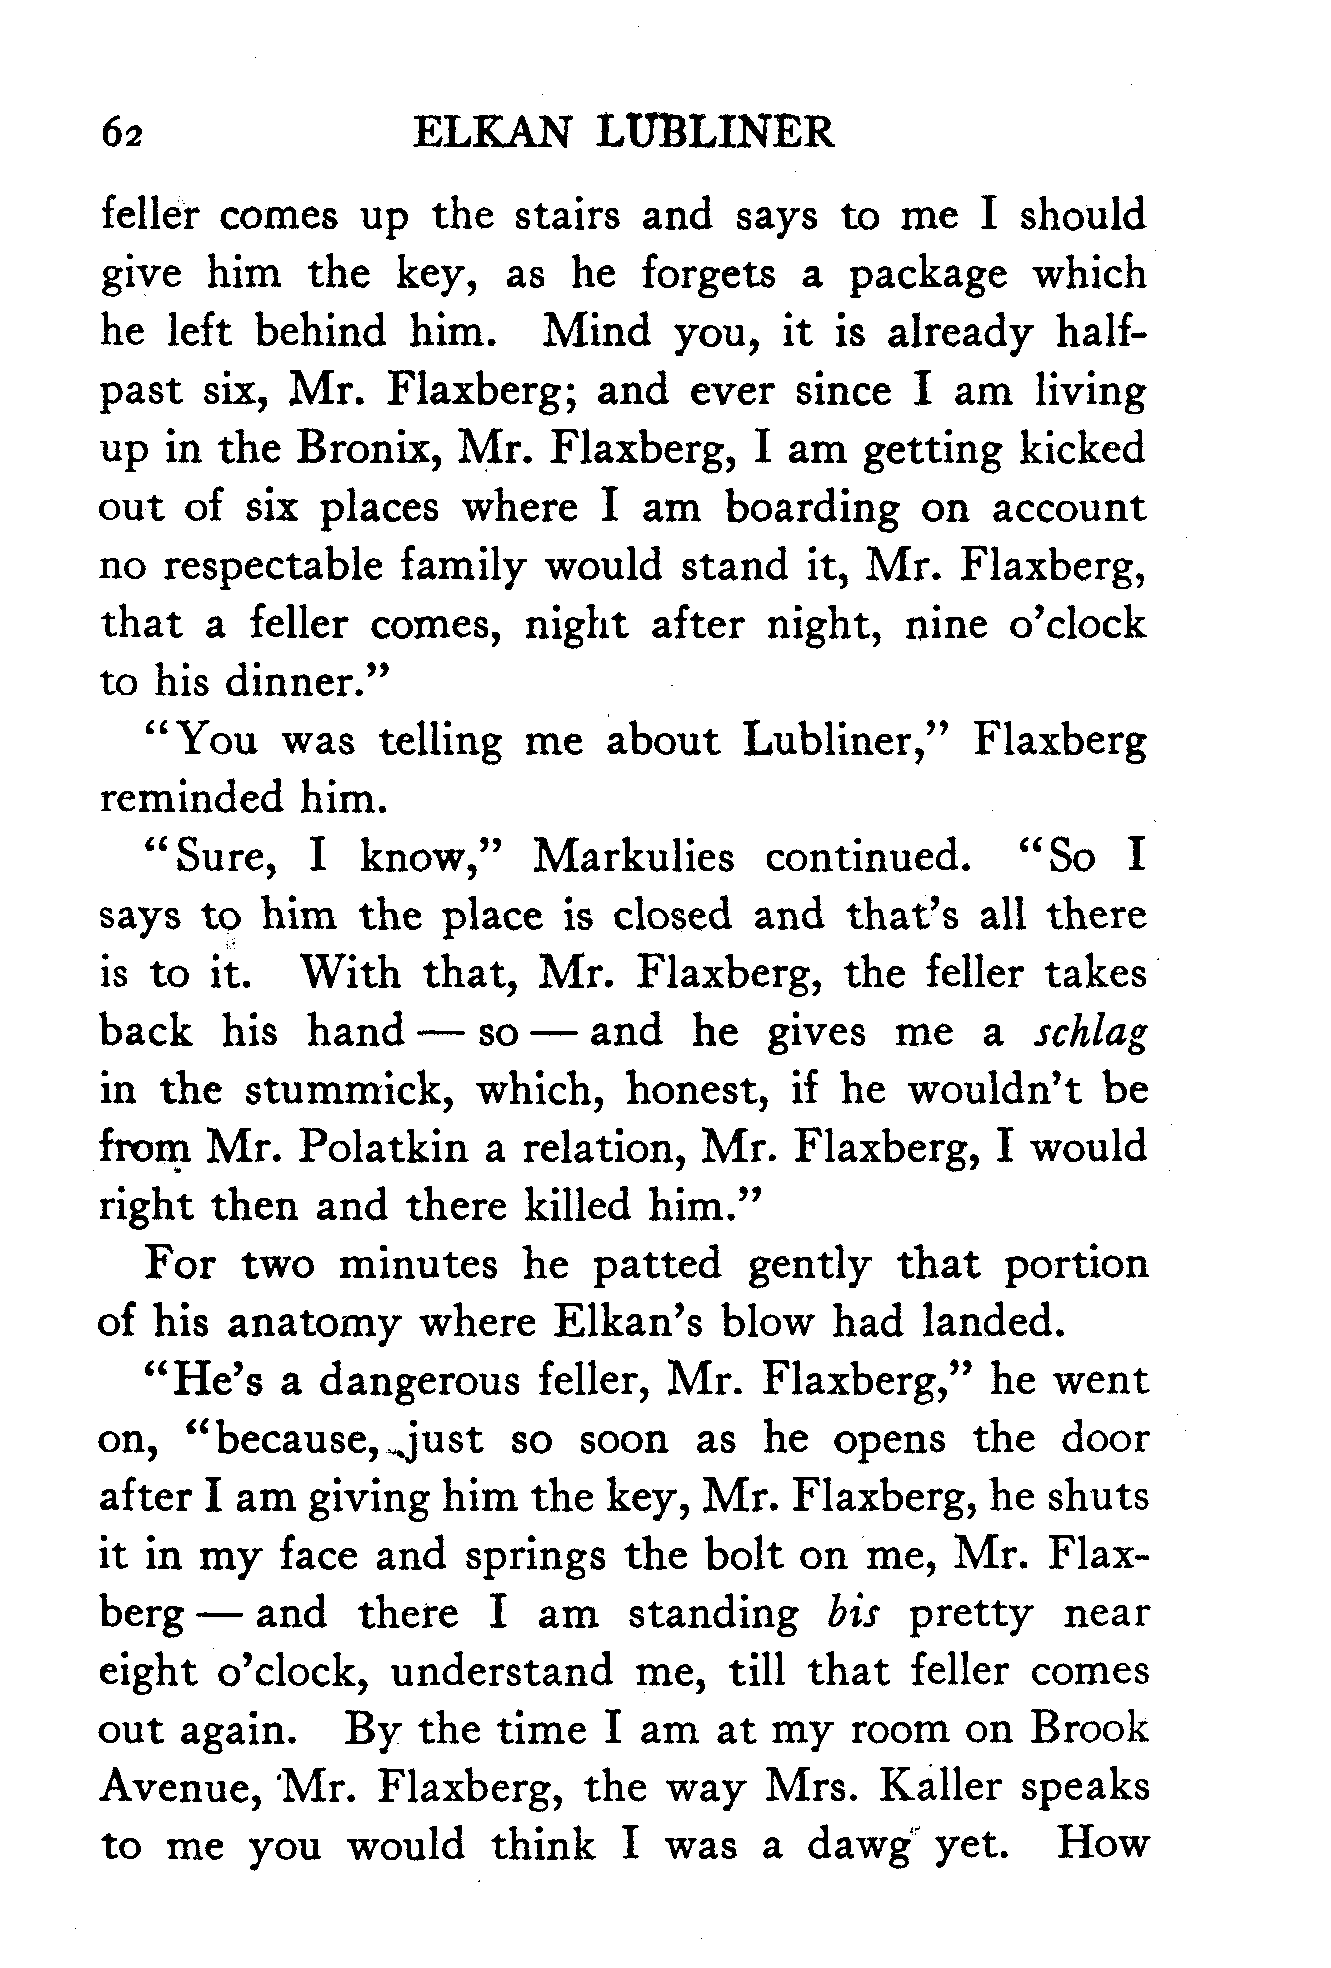 62 ELKAN LUBLINER
feller comes up the stairs and says to me I should
give him the key, as he forgets a package which
he left behind him. Mind you, it is already half-
past six, Mr. Flaxberg; and ever since I am living
up in the Bronix, Mr. Flaxberg, I am getting kicked
out of six places where I am boarding on account
no respectable family would stand it, Mr. Flaxberg,
that a feller comes, night after night, nine o'clock
to his dinner."
"You was telling me about Lubliner," Flaxberg
reminded him.
"Sure, I know," Markulies continued. "So I
says to him the place is closed and that's all there
is to it. With that, Mr. Flaxberg, the feller takes
back his hand — so — and he gives me a schlag
in the stummick, which, honest, if he wouldn't be
from Mr. Polatkin a relation, Mr. Flaxberg, I would
right then and there killed him."
For two minutes he patted gently that portion
of his anatomy where Elkan's blow had landed.
"He's a dangerous feller, Mr. Flaxberg," he went
on, "because, just so soon as he opens the door
after I am giving him the key, Mr. Flaxberg, he shuts
it in my face and springs the bolt on me, Mr. Flax-
berg — and there I am standing bis pretty near
eight o'clock, understand me, till that feller comes
out again. By the time I am at my room on Brook
Avenue, Mr. Flaxberg, the way Mrs. Kaller speaks
to me you would think I was a dawg yet. How